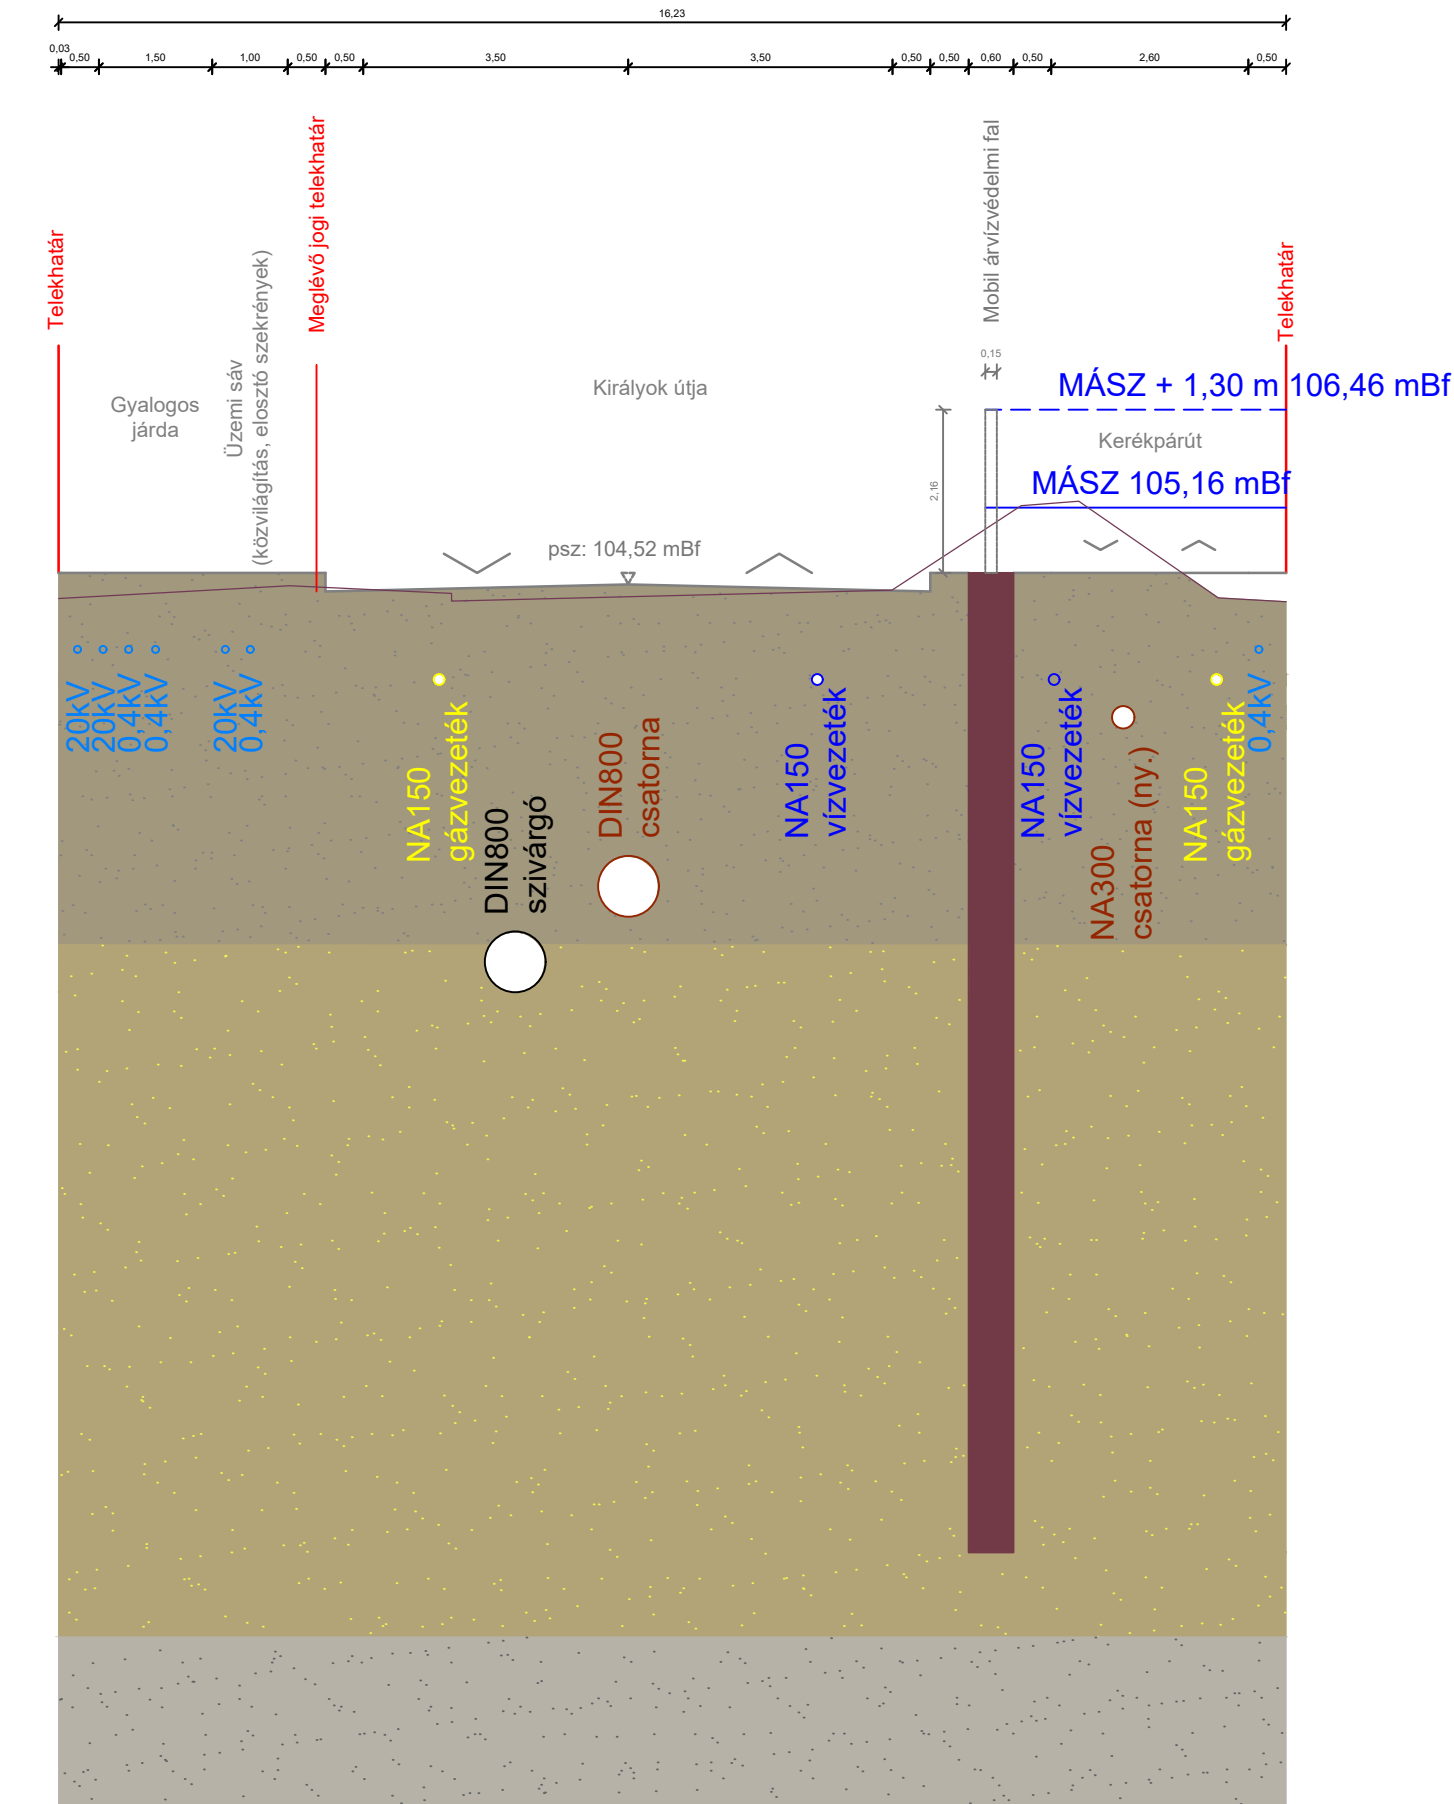 16,23
0,03
0,50
1,50
1,00
0,50
0,50
3,50
3,50
0,50
0,50
0,60
0,50
2,60
0,50
Telekhatár
Gyalogos
járda
Üzemi sáv
(közvilágítás, elosztó szekrények)
Meglévő jogi telekhatár
Királyok útja
psz: 104,52 mBf
Mobil árvízvédelmi fal
0,15
2,16
MÁSZ + 1,30 m 106,46 mBf
Kerékpárút
MÁSZ 105,16 mBf
Telekhatár
20kV
20kV
0,4kV
0,4kV
20kV
0,4kV
NA150
gázvezeték
DIN800
szivárgó
DIN800
csatorna
NA150
vízvezeték
NA150
vízvezeték
NA300
csatorna (ny.)
NA150
gázvezeték
0,4kV